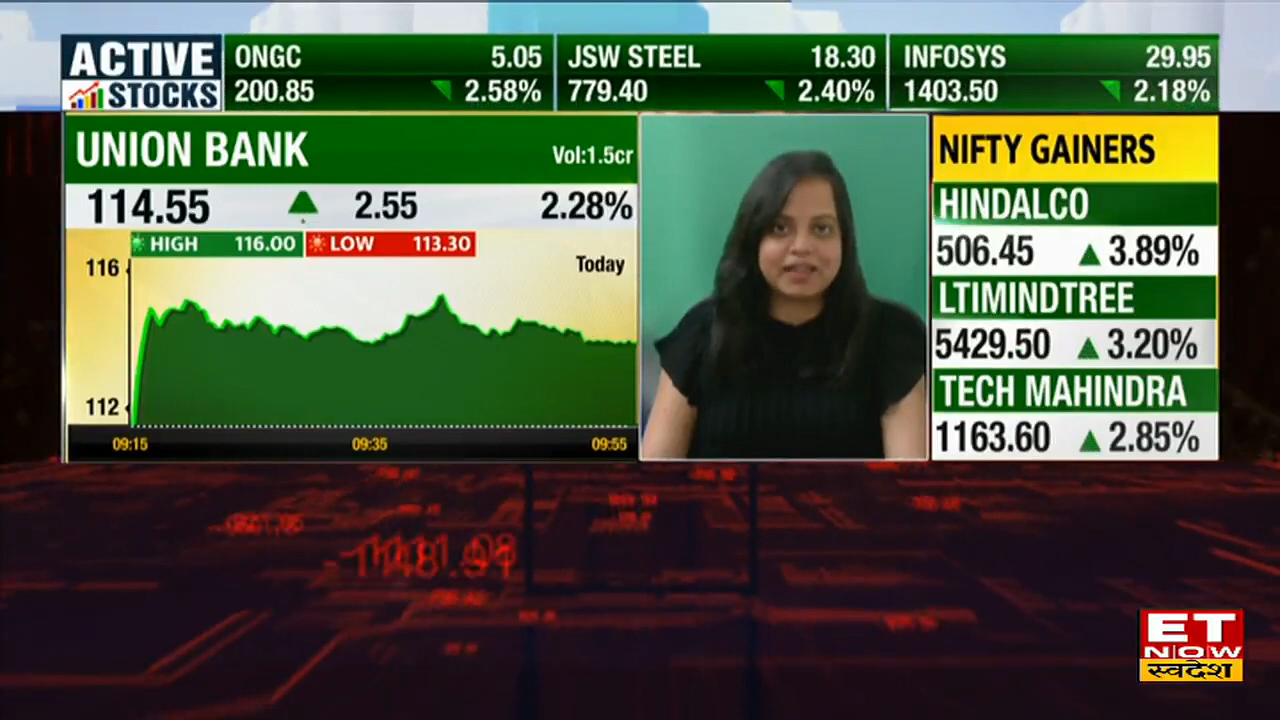 ACTIVE
STOCKS
ONGC 5.05
200.85 2.58%
JSW STEEL 18.30
779.40 2.40%
INFOSYS 29.95
1403.50 2.18%
UNION BANK Vol:1.5cr
114.55 2.55 2.28%
HIGH 116.00 LOW 113.30
116 Today
112
09:15 09:35 09:55
NIFTY GAINERS
HINDALCO
506.45 3.89%
LTIMINDTREE
5429.50 3.20%
TECH MAHINDRA
1163.60 2.85%
ET
NOW
स्वदेश